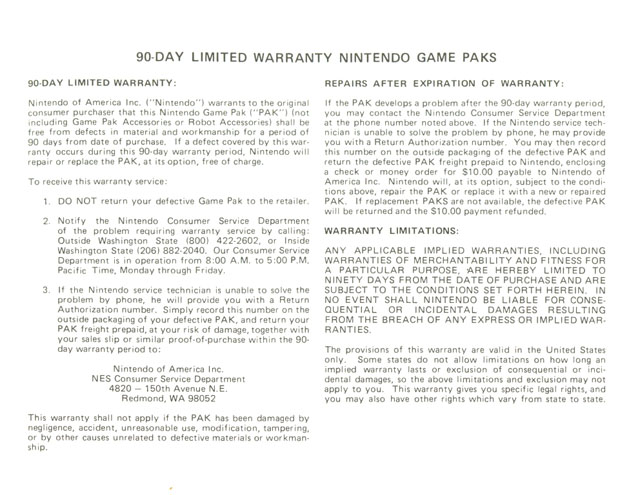 90-DAY LIMITED WARRANTY NINTENDO GAME PAKS
90-DAY LIMITED WARRANTY:
Nintendo of America Inc. ("Nintendo") warrants to the original
consumer purchaser that this Nintendo Game Pak ("PAK") (not
including Game Pak Accessories or Robot Accessories) shall be
free from defects in material and workmanship for a period of
90 days from date of purchase. If a defect covered by this war-
ranty occurs during this 90-day warranty period, Nintendo will
repair or replace the PAK, at its option, free of charge.
To receive this warranty service:
1. DO NOT return your defective Game Pak to the retailer.
2. Notify the Nintendo Consumer Service Department
of the problem requiring warranty service by calling:
Outside Washington State (800) 422-2602, or Inside
Washington State (206) 882-2040. Our Consumer Service
Department is in operation from 8:00 A.M. to 5:00 P.M.
Pacific Time, Monday through Friday.
3. If the Nintendo service technician is unable to solve the
problem by phone, he will provide you with a Return
Authorization number. Simply record this number on the
outside packaging of your defective PAK, and return your
PAK freight prepaid, at your risk of damage, together with
your sales slip or similar proof-of-purchase within the 90-
day warranty period to:
Nintendo of America Inc.
NES Consumer Service Department
4820 – 150th Avenue N.E.
Redmond, WA 98052
This warranty shall not apply if the PAK has been damaged by
negligence, accident, unreasonable use, modification, tampering,
or by other causes unrelated to defective materials or workman-
ship.
REPAIRS AFTER EXPIRATION OF WARRANTY:
If the PAK develops a problem after the 90-day warranty period,
you may contact the Nintendo Consumer Service Department
at the phone number noted above. If the Nintendo service tech-
nician is unable to solve the problem by phone, he may provide
you with a Return Authorization number. You may then record
this number on the outside packaging of the defective PAK and
return the defective PAK freight prepaid to Nintendo, enclosing
a check or money order for $10.00 payable to Nintendo of
America Inc. Nintendo will, at its option, subject to the condi-
tions above, repair the PAK or replace it with a new or repaired
PAK. If replacement PAKS are not available, the defective PAK
will be returned and the $10.00 payment refunded.
WARRANTY LIMITATIONS:
ANY APPLICABLE IMPLIED WARRANTIES, INCLUDING
WARRANTIES OF MERCHANTABILITY AND FITNESS FOR
A PARTICULAR PURPOSE, ARE HEREBY LIMITED TO
NINETY DAYS FROM THE DATE OF PURCHASE AND ARE
SUBJECT TO THE CONDITIONS SET FORTH HEREIN. IN
NO EVENT SHALL NINTENDO BE LIABLE FOR CONSE-
QUENTIAL OR INCIDENTAL DAMAGES RESULTING
FROM THE BREACH OF ANY EXPRESS OR IMPLIED WAR-
RANTIES.
The provisions of this warranty are valid in the United States
only. Some states do not allow limitations on how long an
implied warranty lasts or exclusion of consequential or inci-
dental damages, so the above limitations and exclusion may not
apply to you. This warranty gives you specific legal rights, and
you may also have other rights which vary from state to state.